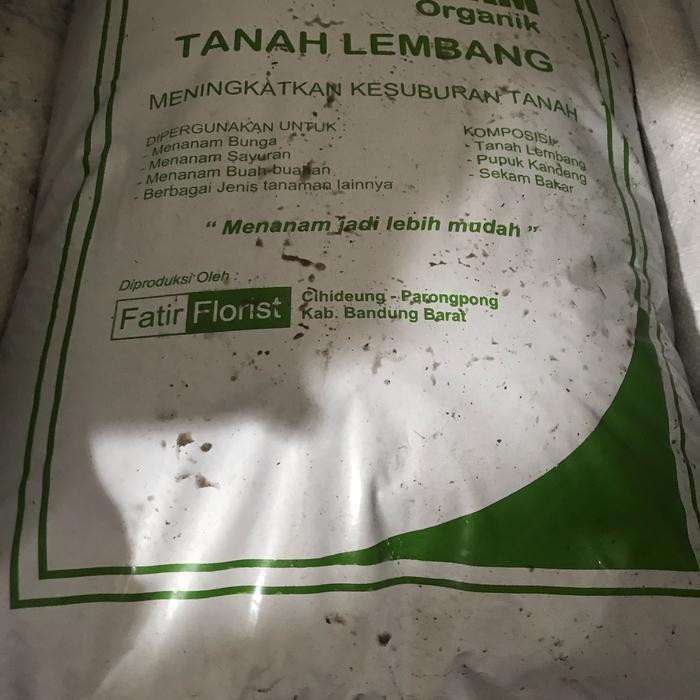 Organik
TANAH LEMBANG
MENINGKATKAN KESUBURAN TANAH
DIPERGUNAKAN UNTUK :
- Menanam Bunga
- Menanam Sayuran
- Menanam Buah-buahan
- Berbagai Jenis tanaman lainnya
KOMPOSISI:
- Tanah Lembang
- Pupuk Kandang
- Sekam Bakar
“ Menanam jadi lebih mudah ”
Diproduksi Oleh :
Fatir Florist
Cihideung - Parongpong
Kab. Bandung Barat